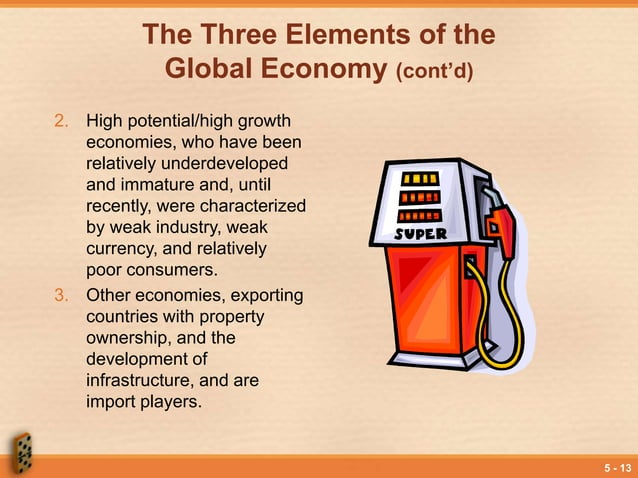 The Three Elements of the
Global Economy (cont’d)
2. High potential/high growth
economies, who have been
relatively underdeveloped
and immature and, until
recently, were characterized
by weak industry, weak
currency, and relatively
poor consumers.
3. Other economies, exporting
countries with property
ownership, and the
development of
infrastructure, and are
import players.
SUPER
5 - 13